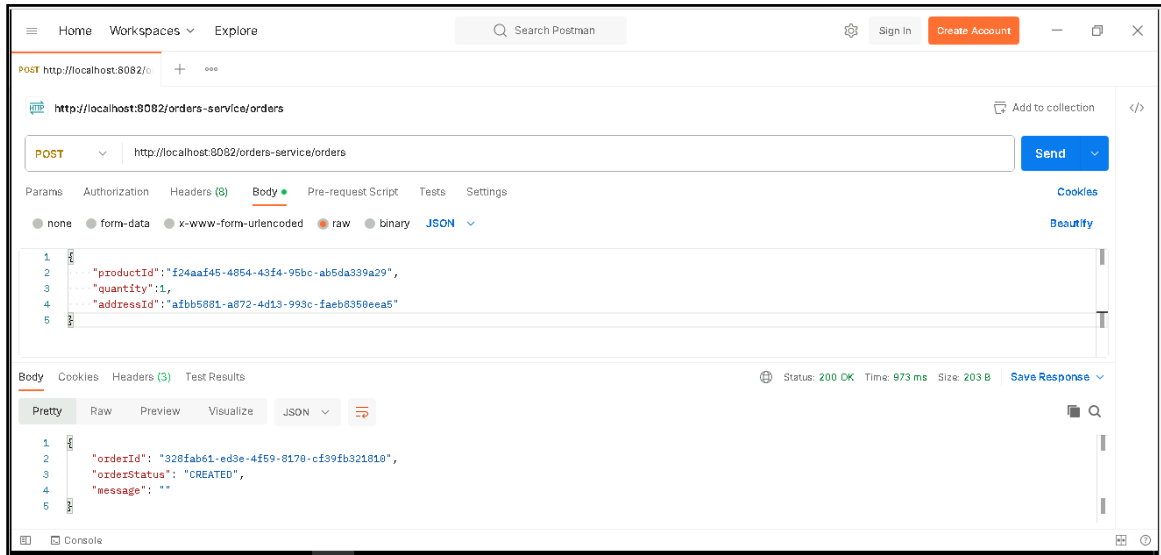 Home Workspaces Explore Search Postman Sign In Create Account
POST http://localhost:8082/o
HTTP http://localhost:8082/orders-service/orders Add to collection </>
POST http://localhost:8082/orders-service/orders Send
Params Authorization Headers (8) Body Pre-request Script Tests Settings Cookies
none form-data x-www-form-urlencoded raw binary JSON Beautify
1 {
2 "productId":"f24aaf45-4854-43f4-95bc-ab5da339a29",
3 "quantity":1,
4 "addressId":"afbb5881-a872-4d13-993c-faeb8350eea5"
5 }
Body Cookies Headers (3) Test Results Status: 200 OK Time: 973 ms Size: 203 B Save Response
Pretty Raw Preview Visualize JSON
1 {
2 "orderId": "328fab61-ed3e-4f59-8170-cf39fb321810",
3 "orderStatus": "CREATED",
4 "message": ""
5 }
Console